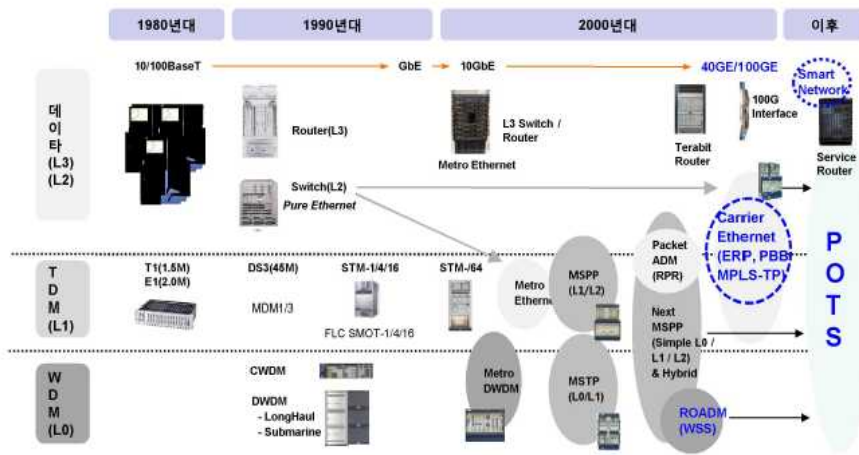 1980년대
1990년대
2000년대
이후
10/100BaseT
GbE
10GbE
40GE/100GE
Smart
Network
데
이
타
(L3)
(L2)
Router(L3)
L3 Switch /
Router
Metro Ethernet
Terabit
Router
100G
Interface
Service
Router
Switch(L2)
Pure Ethernet
Carrier
Ethernet
(ERP, PBB
MPLS-TP)
P
O
T
S
T
D
M
(L1)
T1(1.5M)
E1(2.0M)
DS3(45M)
STM-1/4/16
STM-/64
MDM1/3
FLC SMOT-1/4/16
Metro
Etherne
MSPP
(L1/L2)
Packet
ADM
(RPR)
Next
MSPP
(Simple L0 /
L1 / L2)
& Hybrid
W
D
M
(L0)
CWDM
DWDM
- LongHaul
- Submarine
Metro
DWDM
MSTP
(L0/L1)
ROADM
(WSS)